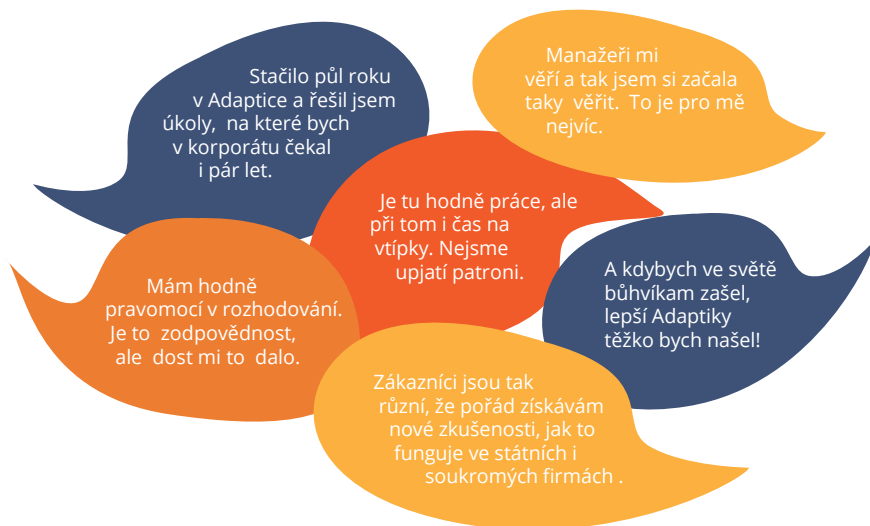 Stačilo půl roku
v Adaptice a řešil jsem
úkoly, na které bych
v korporátu čekal
i pár let.
Manažeři mi
věří a tak jsem si začala
taky věřit. To je pro mě
nejvíc.
Je tu hodně práce, ale
při tom i čas na
vtípky. Nejsme
upjatí patroni.
Mám hodně
pravomocí v rozhodování.
Je to zodpovědnost,
ale dost mi to dalo.
A kdybych ve světě
bůhvíkam zašel,
lepší Adaptiky
těžko bych našel!
Zákazníci jsou tak
různí, že pořád získávám
nové zkušenosti, jak to
funguje ve státních i
soukromých firmách .